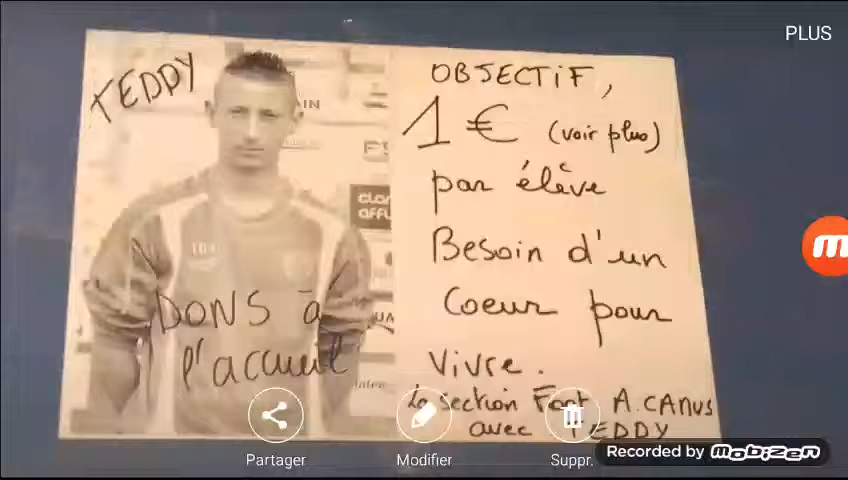 PLUS
TEDDY
DONS à
l'accueil
OBJECTIF,
1 € (voir plus)
par élève
Besoin d'un
Coeur pour
Vivre.
la section Foot A. CAMUS
avec TEDDY
Partager
Modifier
Suppr.
Recorded by mobizen